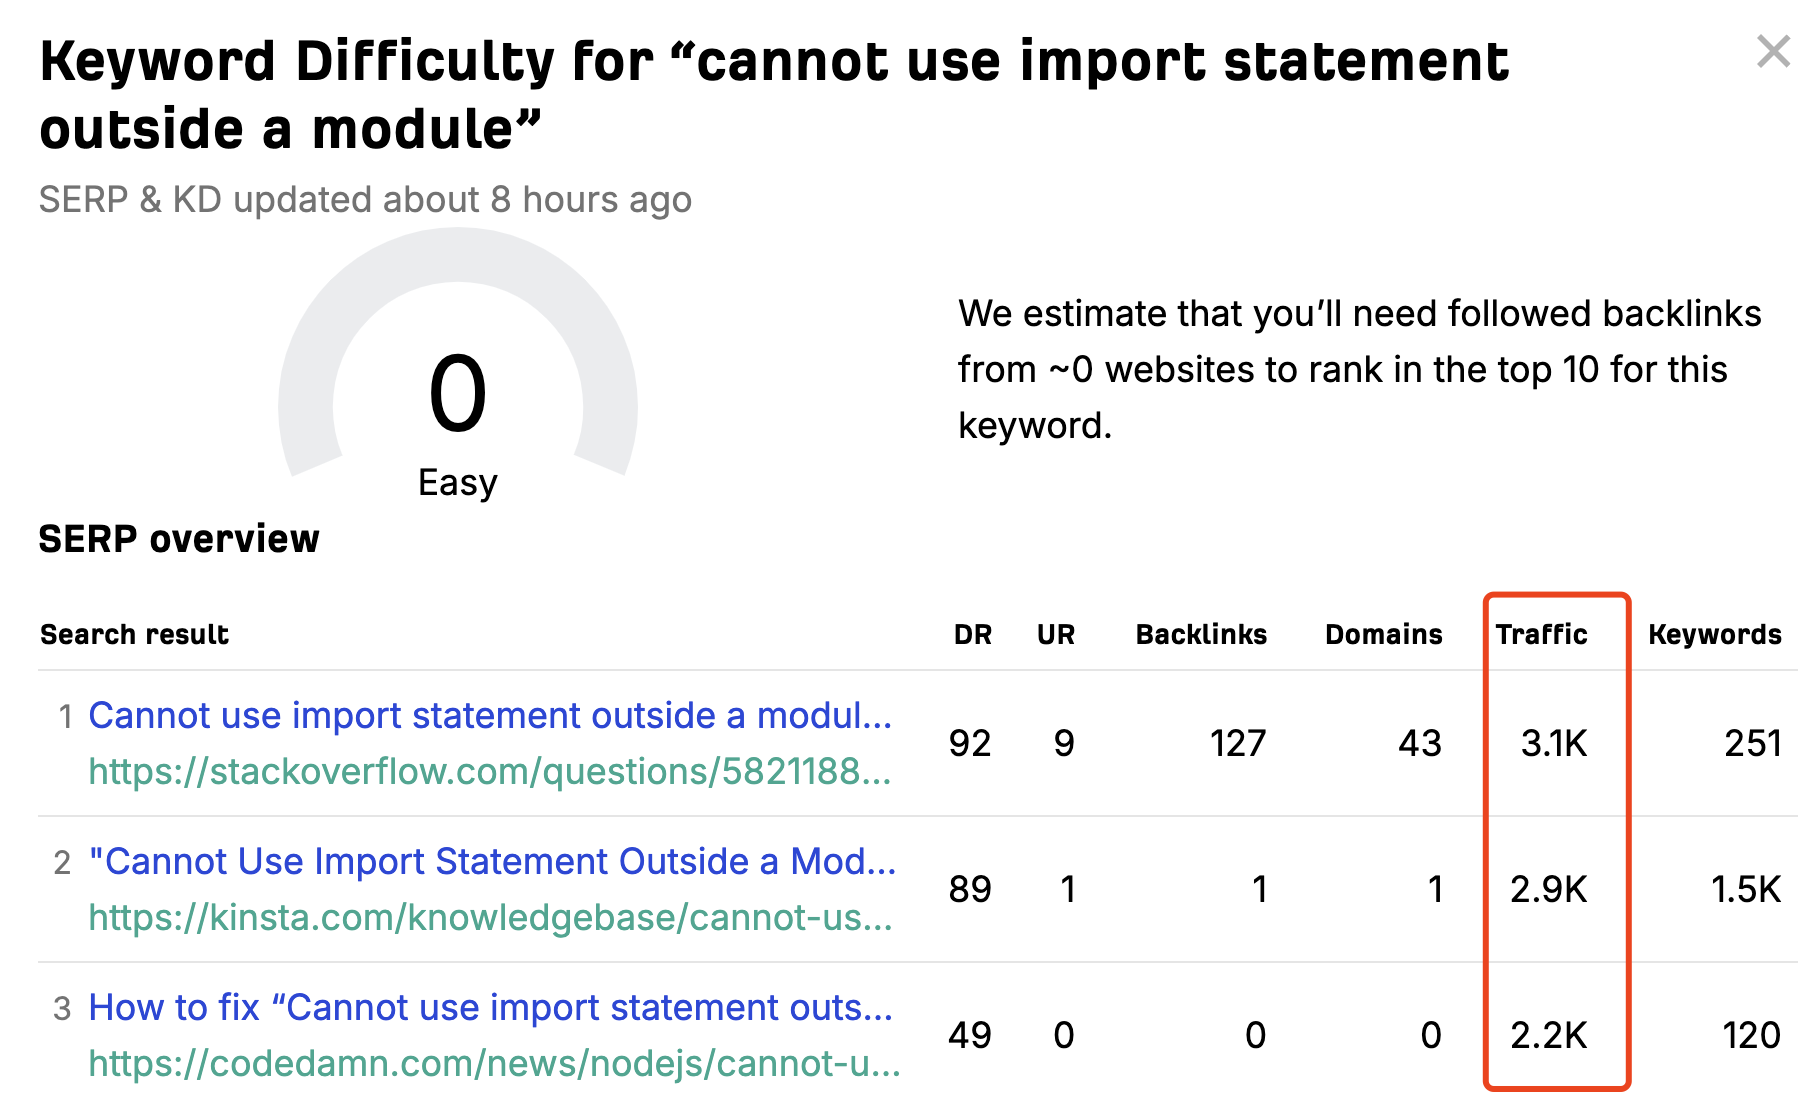 Keyword Difficulty for “cannot use import statement
outside a module”
SERP & KD updated about 8 hours ago
0
Easy
We estimate that you’ll need followed backlinks
from ~0 websites to rank in the top 10 for this
keyword.
SERP overview
Search result DR UR Backlinks Domains Traffic Keywords
1 Cannot use import statement outside a modul... 92 9 127 43 3.1K 251
https://stackoverflow.com/questions/5821188...
2 "Cannot Use Import Statement Outside a Mod... 89 1 1 1 2.9K 1.5K
https://kinsta.com/knowledgebase/cannot-us...
3 How to fix “Cannot use import statement outs... 49 0 0 0 2.2K 120
https://codedamn.com/news/nodejs/cannot-u...